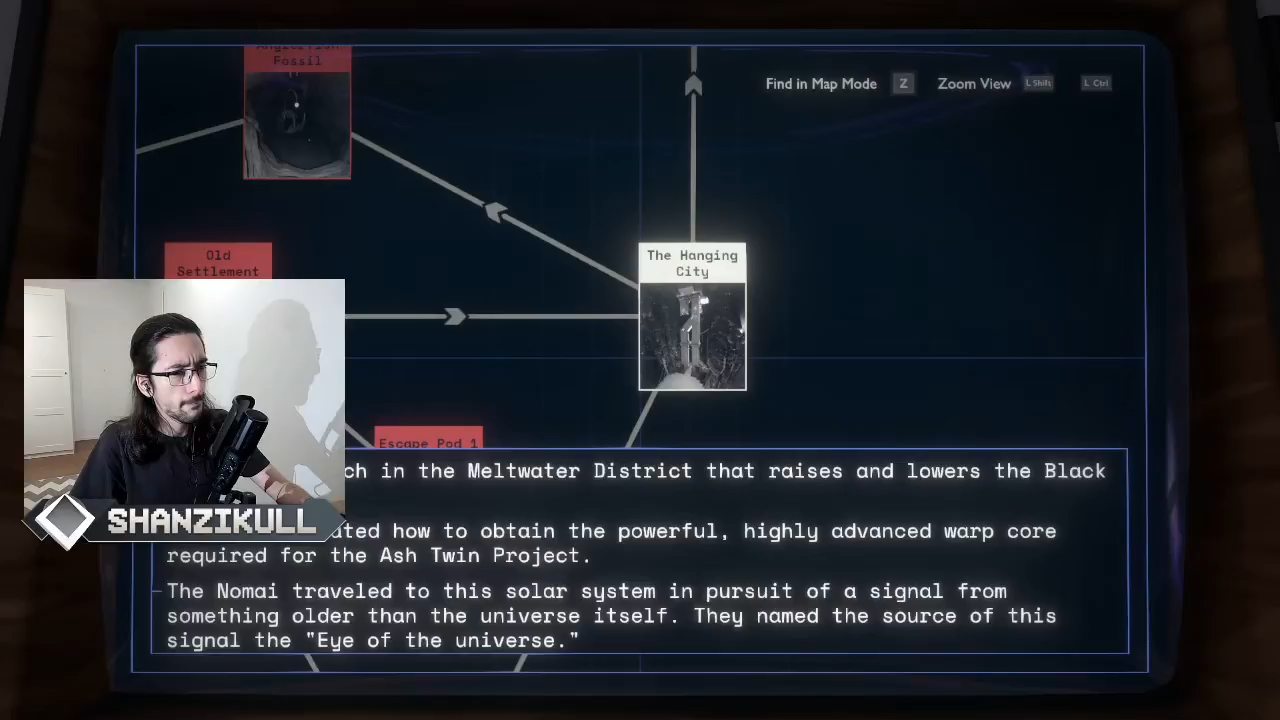 Fossil
Find in Map Mode Z Zoom View L Shift L Ctrl
Old
Settlement
The Hanging
City
Escape Pod 1
ch in the Meltwater District that raises and lowers the Black
ated how to obtain the powerful, highly advanced warp core
required for the Ash Twin Project.
The Nomai traveled to this solar system in pursuit of a signal from
something older than the universe itself. They named the source of this
signal the "Eye of the universe."
SHANZIKULL